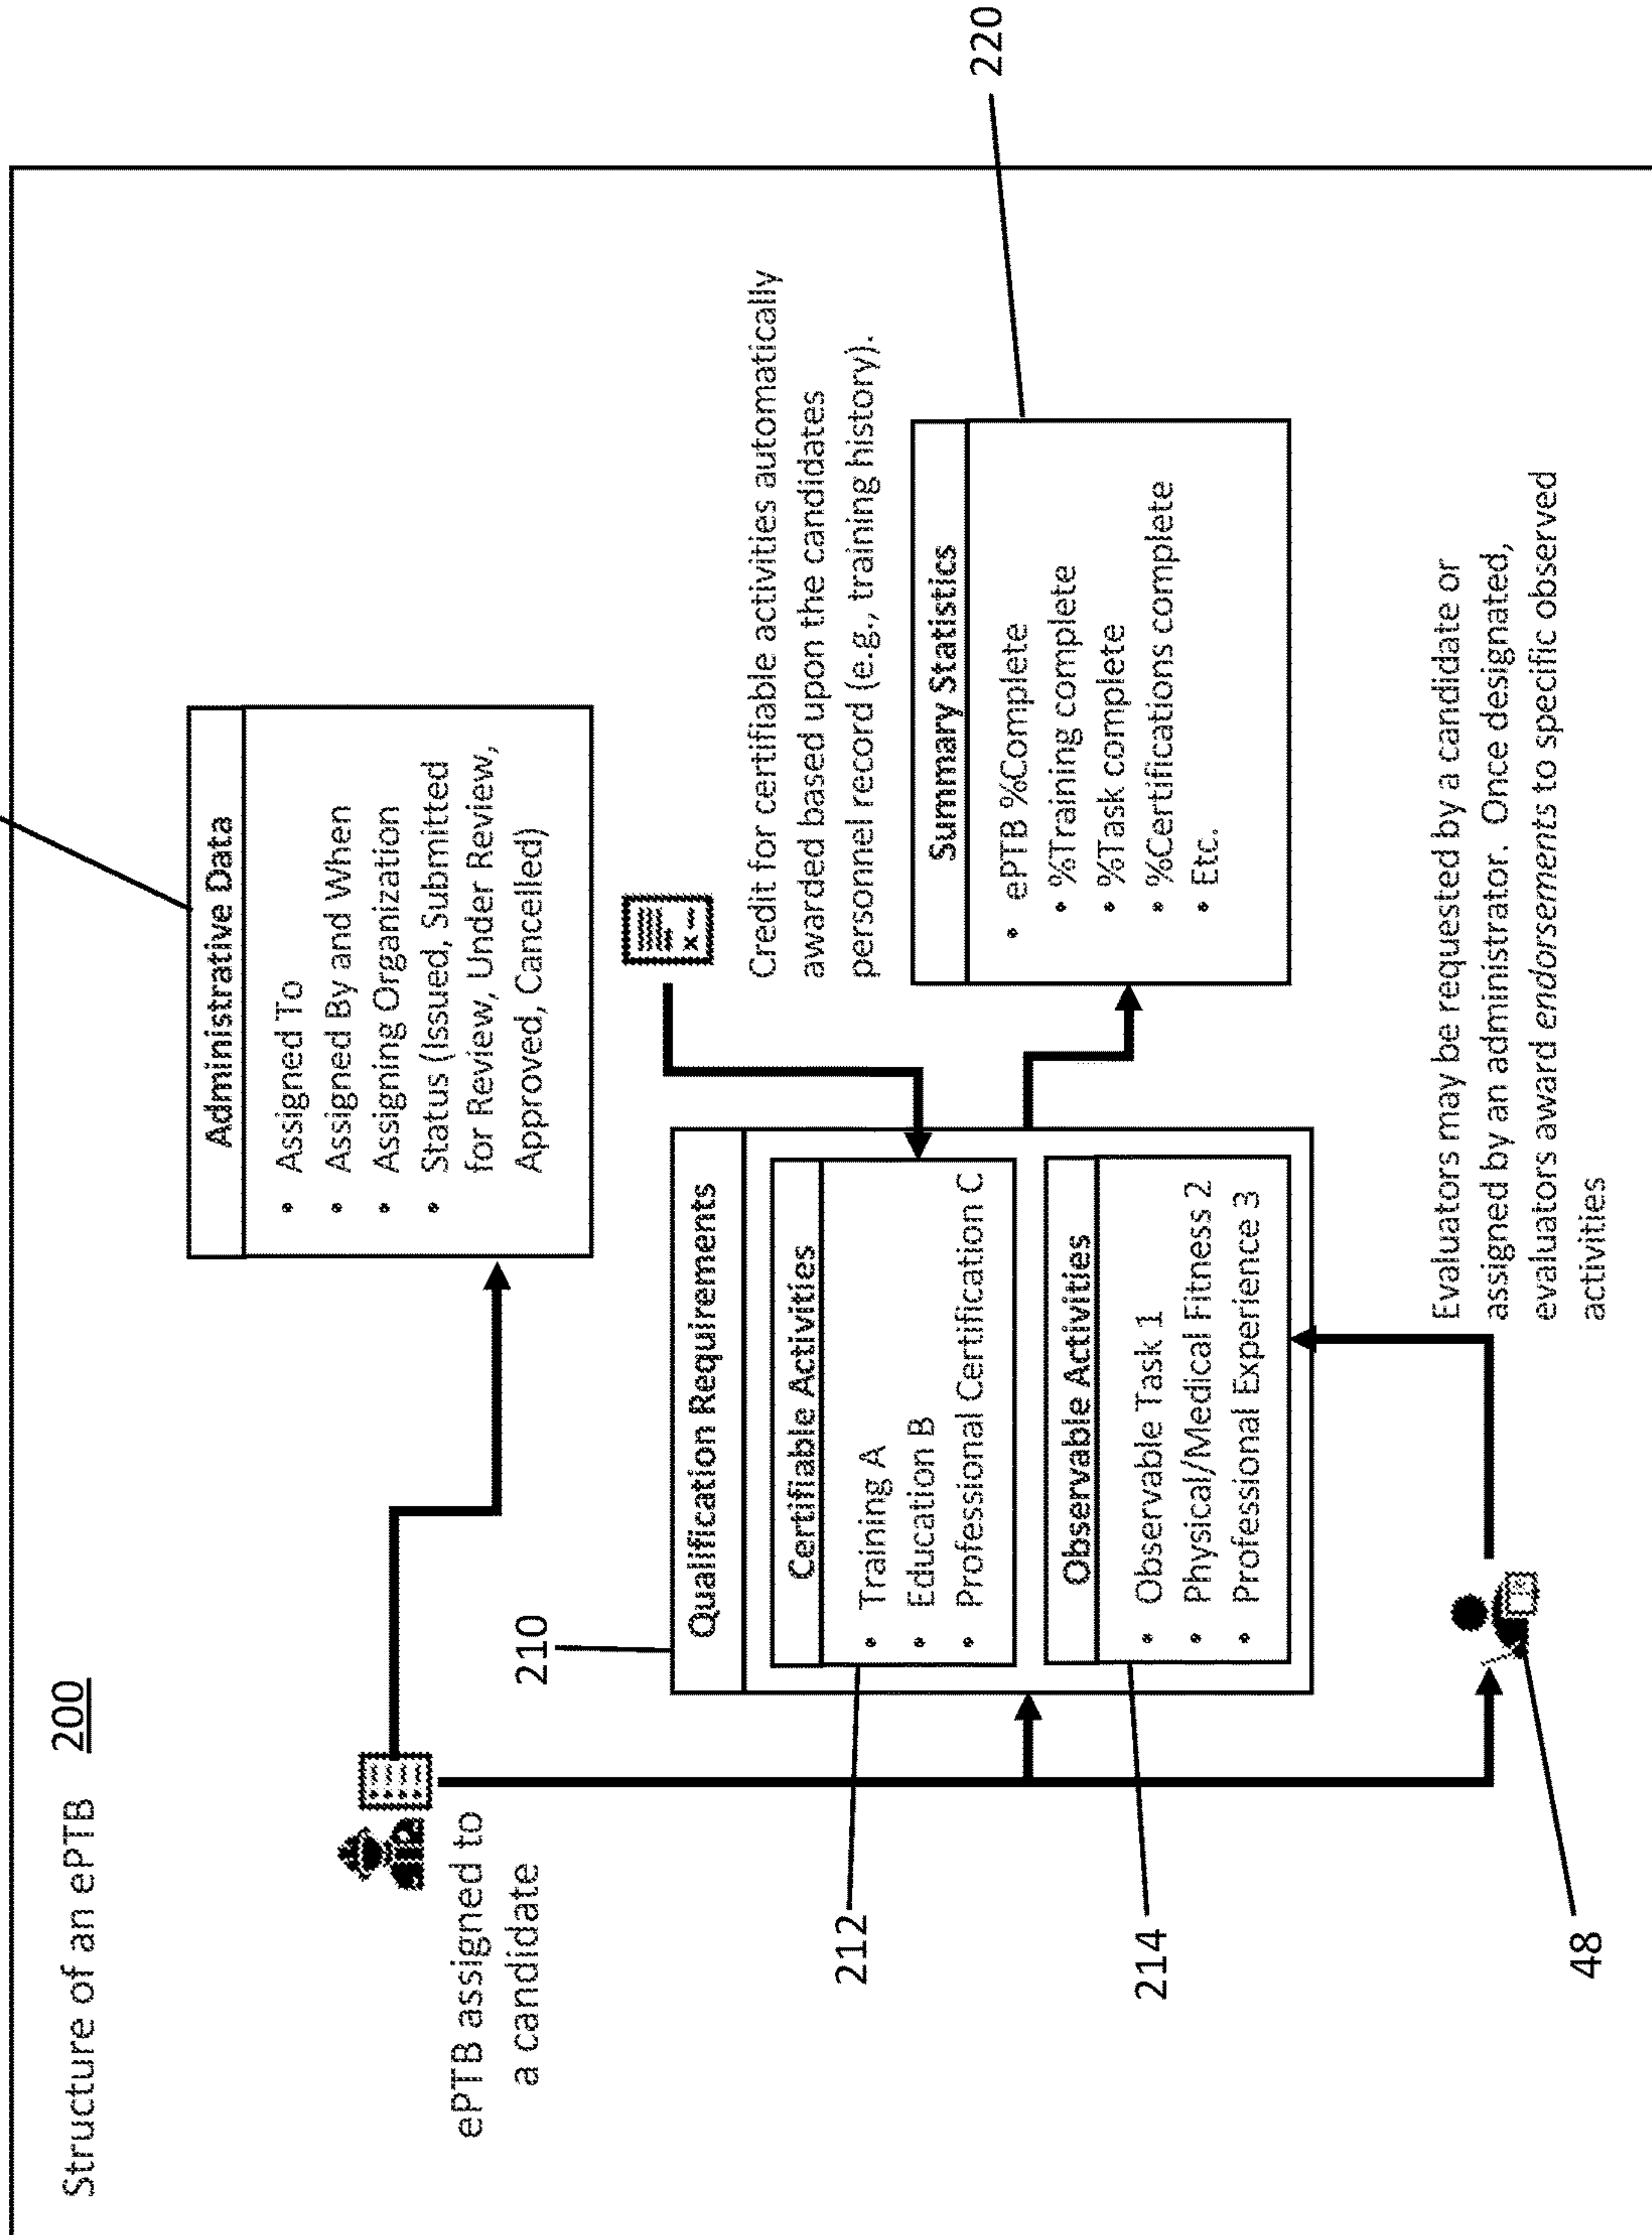 Structure of an ePTB 200
ePTB assigned to
a candidate
Administrative Data
• Assigned To
• Assigned By and When
• Assigning Organization
• Status (Issued, Submitted
for Review, Under Review,
Approved, Cancelled)
210
Qualification Requirements
Certifiable Activities
• Training A
• Education B
• Professional Certification C
212
Observable Activities
• Observable Task 1
• Physical/Medical Fitness 2
• Professional Experience 3
214
Credit for certifiable activities automatically
awarded based upon the candidates
personnel record (e.g., training history).
Summary Statistics
• ePTB %Complete
• %Training complete
• %Task complete
• %Certifications complete
• Etc.
220
48
Evaluators may be requested by a candidate or
assigned by an administrator. Once designated,
evaluators award endorsements to specific observed
activities